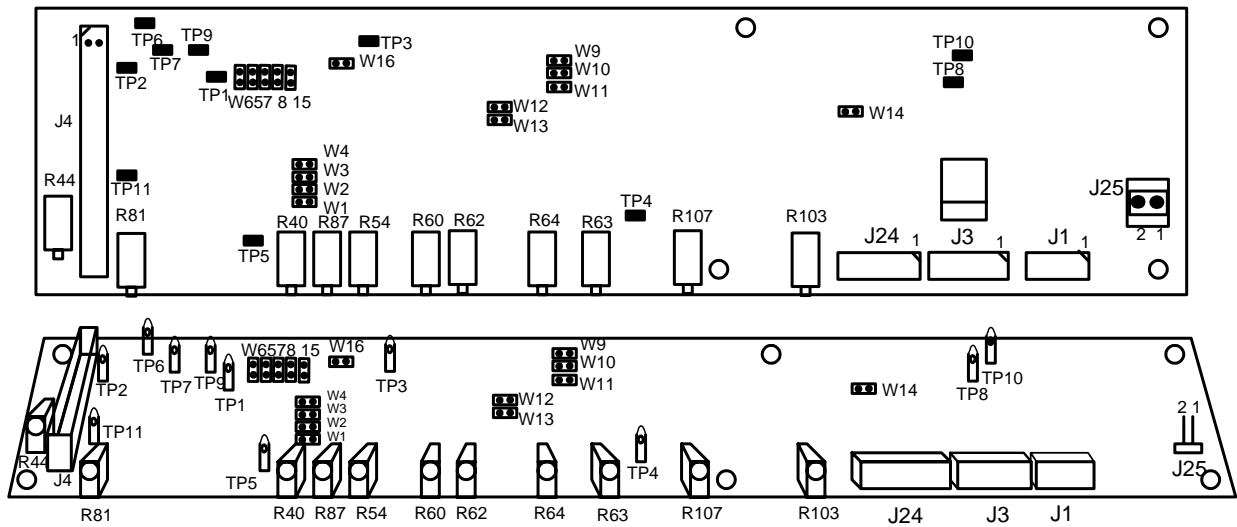 TP6
TP9
TP3
1
TP7
W16
TP2
TP1
W657 8 15
W9
W10
W11
W12
W13
TP10
TP8
W14
J4
W4
W3
W2
W1
R44
TP11
R81
TP5
R40
R87
R54
R60
R62
R64
R63
TP4
R107
R103
J24
1
J3
1
J1
1
J25
2 1
TP6
TP7
TP9
TP1
TP2
W6578 15
W16
TP3
W9
W10
W11
W12
W13
W14
TP8
TP10
W4
W3
W2
W1
TP11
R44
J4
R81
TP5
R40
R87
R54
R60
R62
R64
R63
TP4
R107
R103
J24
J3
J1
2 1
J25